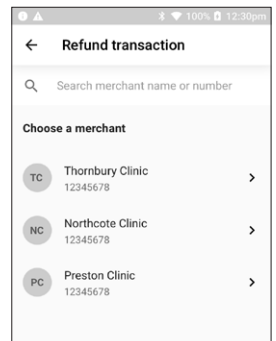 100% 12:30pm
Refund transaction
Search merchant name or number
Choose a merchant
TC
Thornbury Clinic
12345678
NC
Northcote Clinic
12345678
PC
Preston Clinic
12345678